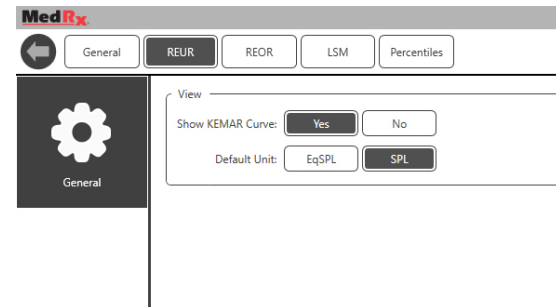 MedRx
General REUR REOR LSM Percentiles
View
Show KEMAR Curve: Yes No
Default Unit: EqSPL SPL
General